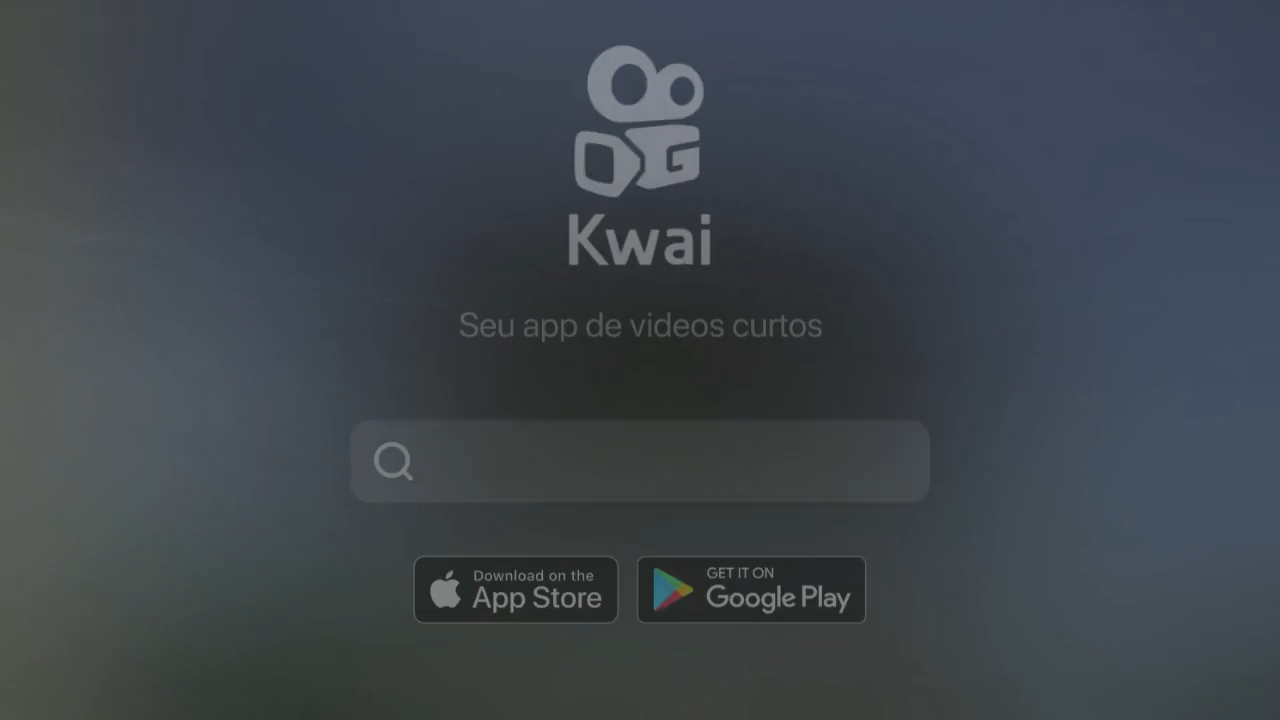 Kwai
Seu app de videos curtos
Download on the
App Store
GET IT ON
Google Play